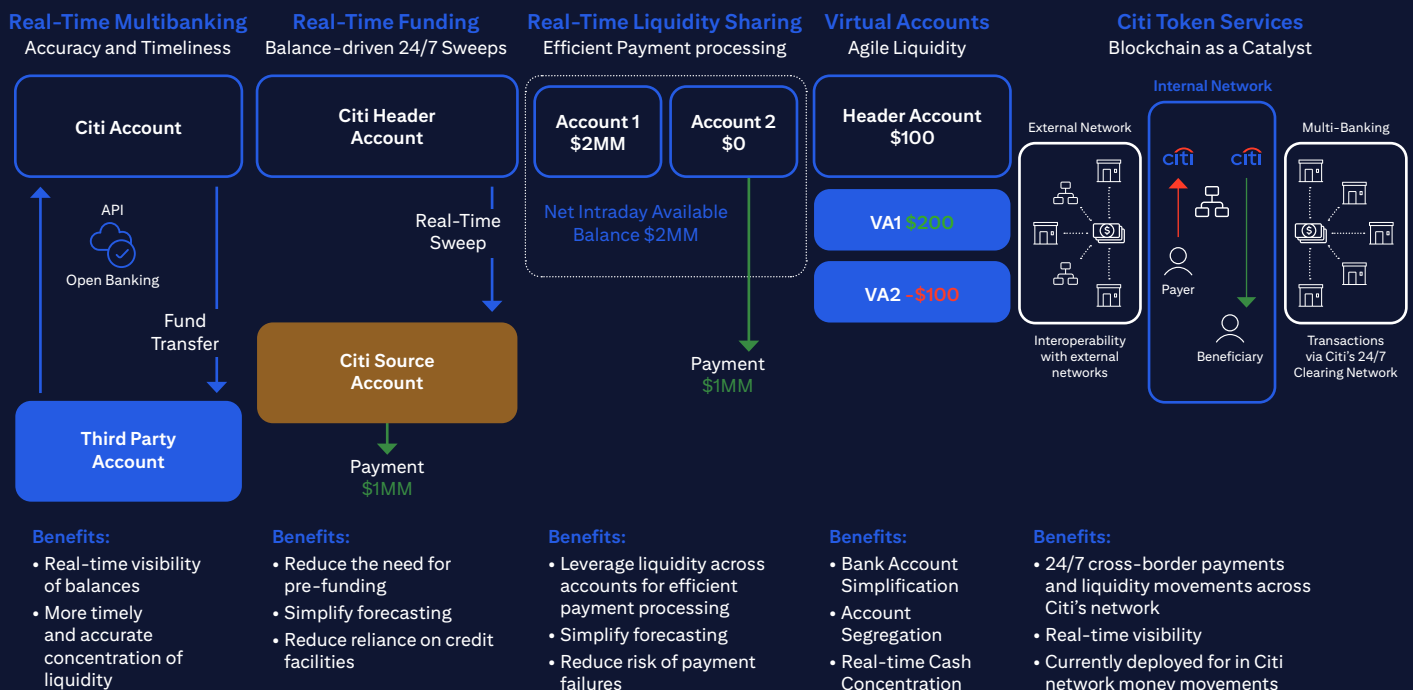 Real-Time Multibanking
Accuracy and Timeliness
Citi Account
API
Open Banking
Fund
Transfer
Third Party
Account
Benefits:
• Real-time visibility
of balances
• More timely
and accurate
concentration of
liquidity
Real-Time Funding
Balance-driven 24/7 Sweeps
Citi Header
Account
Real-Time
Sweep
Citi Source
Account
Payment
$1MM
Benefits:
• Reduce the need for
pre-funding
• Simplify forecasting
• Reduce reliance on credit
facilities
Real-Time Liquidity Sharing
Efficient Payment processing
Account 1
$2MM
Account 2
$0
Net Intraday Available
Balance $2MM
Payment
$1MM
Benefits:
• Leverage liquidity across
accounts for efficient
payment processing
• Simplify forecasting
• Reduce risk of payment
failures
Virtual Accounts
Agile Liquidity
Header Account
$100
VA1 $200
VA2 -$100
Benefits:
• Bank Account
Simplification
• Account
Segregation
• Real-time Cash
Concentration
Citi Token Services
Blockchain as a Catalyst
External Network
Interoperability
with external
networks
Internal Network
citi
citi
Payer
Beneficiary
Multi-Banking
Transactions
via Citi's 24/7
Clearing Network
Benefits:
• 24/7 cross-border payments
and liquidity movements across
Citi's network
• Real-time visibility
• Currently deployed for in Citi
network money movements